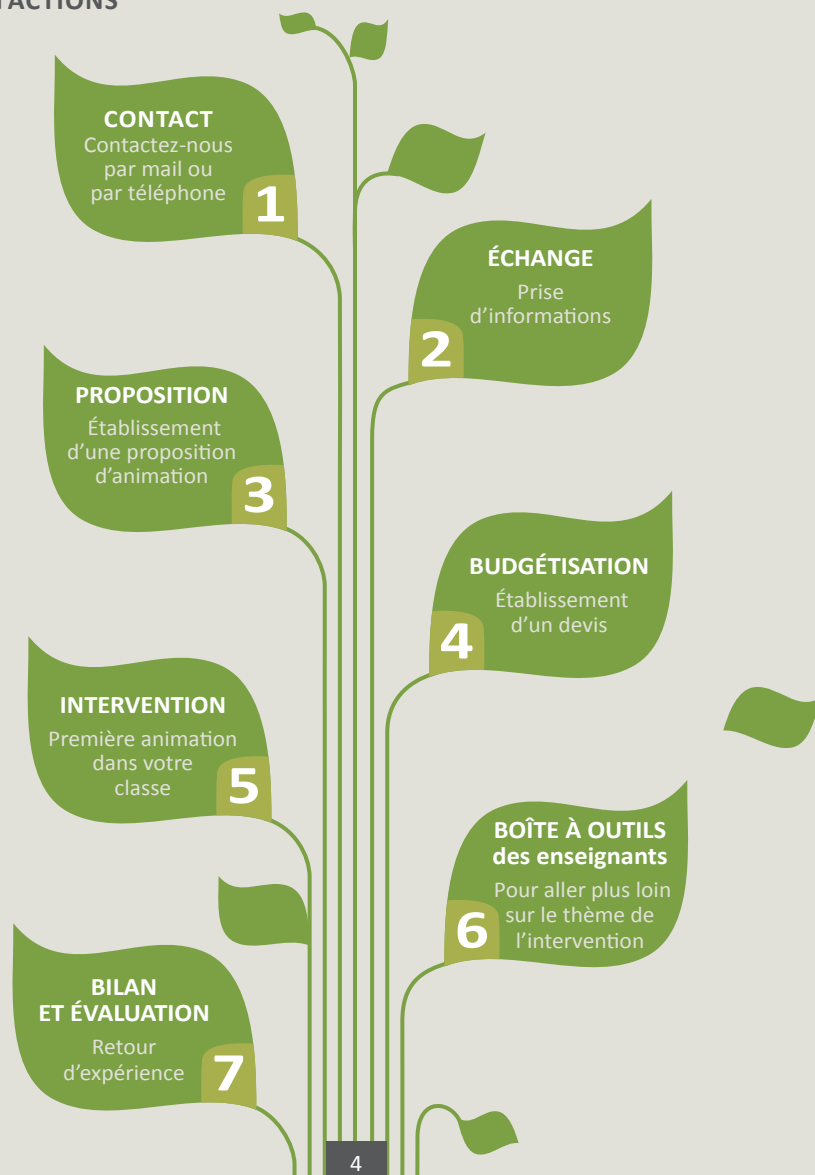 CONTACT
Contactez-nous
par mail ou
par téléphone
1
ÉCHANGE
Prise
d’informations
2
PROPOSITION
Établissement
d’une proposition
d’animation
3
BUDGÉTISATION
Établissement
d’un devis
4
INTERVENTION
Première animation
dans votre
classe
5
BOÎTE À OUTILS
des enseignants
Pour aller plus loin
sur le thème de
l’intervention
6
BILAN
ET ÉVALUATION
Retour
d’expérience
7
4